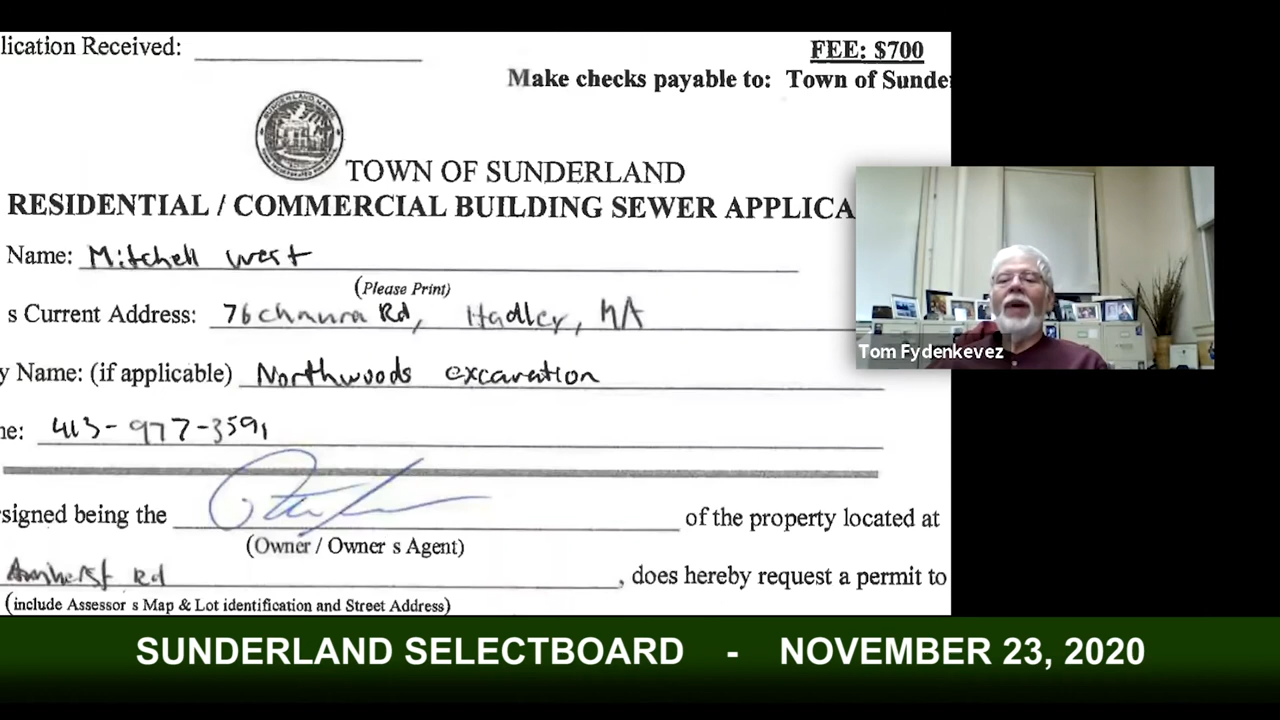 lication Received:
FEE: $700
Make checks payable to: Town of Sunde
TOWN OF SUNDERLAND
RESIDENTIAL / COMMERCIAL BUILDING SEWER APPLICA
Name: Mitchell West
(Please Print)
s Current Address: 76 Rd, Hadley, MA
y Name: (if applicable) Northwoods excavation
ne: 413-977-3591
Tom Fydenkevez
signed being the of the property located at
(Owner / Owner s Agent)
Amherst Rd , does hereby request a permit to
(include Assessor s Map & Lot identification and Street Address)
SUNDERLAND SELECTBOARD - NOVEMBER 23, 2020